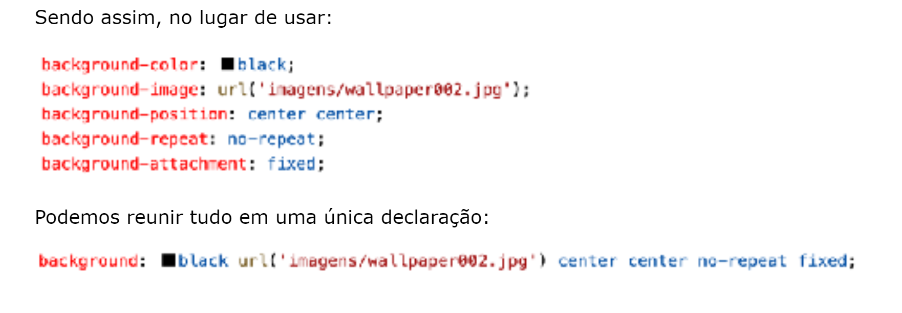 Sendo assim, no lugar de usar:
background-color: black;
background-image: url('imagens/wallpaper002.jpg');
background-position: center center;
background-repeat: no-repeat;
background-attachment: fixed;
Podemos reunir tudo em uma única declaração:
background: black url('imagens/wallpaper002.jpg') center center no-repeat fixed;